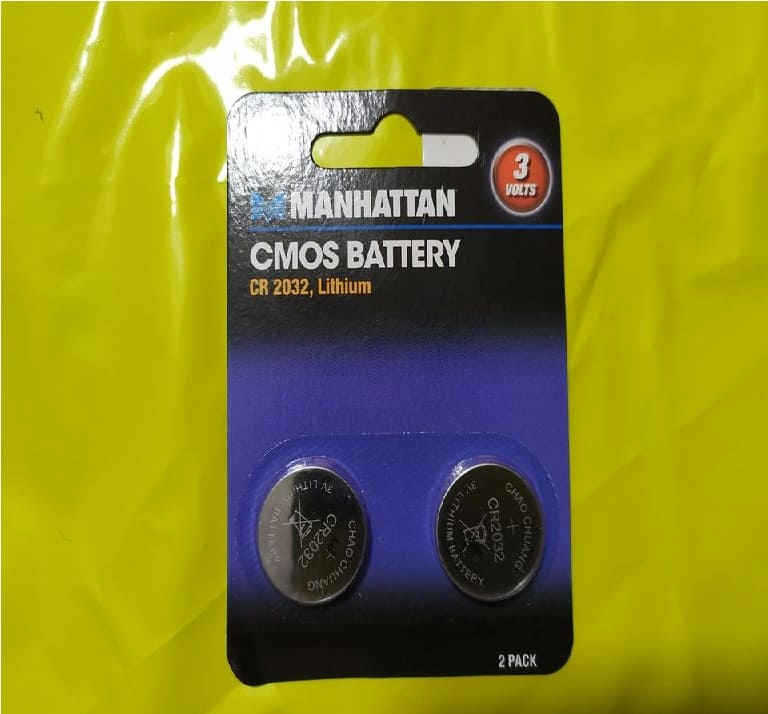 3
VOLTS
MANHATTAN
CMOS BATTERY
CR 2032, Lithium
3V LITHIUM BATTERY
CR2032
CHAO CHUANG
+
3V LITHIUM BATTERY
CR2032
CHAO CHUANG
2 PACK